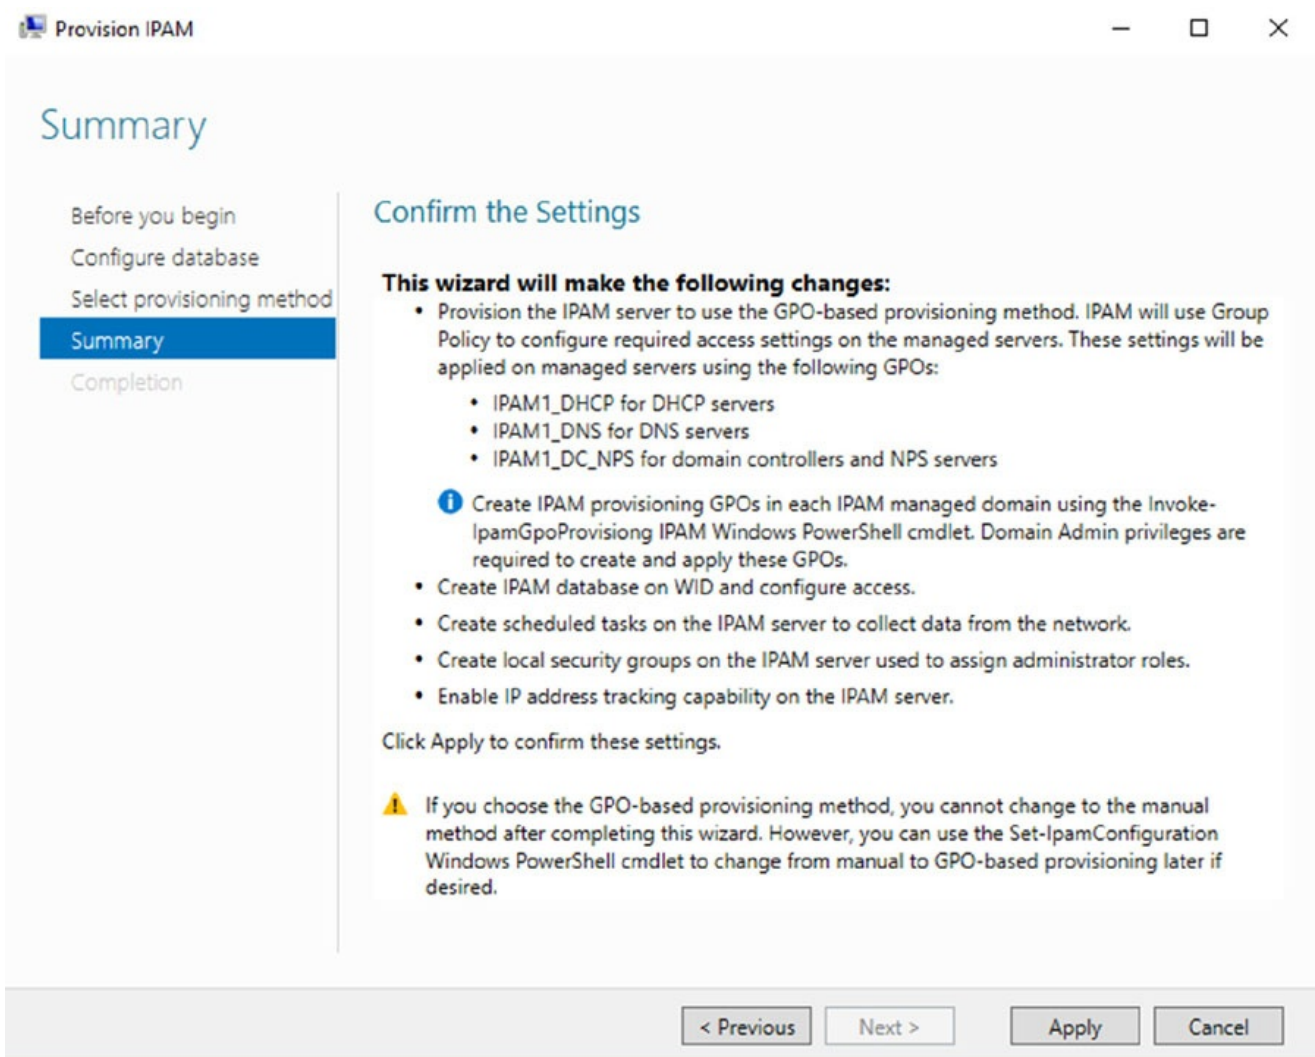 Provision IPAM
Summary
Before you begin
Configure database
Select provisioning method
Summary
Completion
Confirm the Settings
This wizard will make the following changes:
• Provision the IPAM server to use the GPO-based provisioning method. IPAM will use Group
Policy to configure required access settings on the managed servers. These settings will be
applied on managed servers using the following GPOs:
• IPAM1_DHCP for DHCP servers
• IPAM1_DNS for DNS servers
• IPAM1_DC_NPS for domain controllers and NPS servers
Create IPAM provisioning GPOs in each IPAM managed domain using the Invoke-
IpamGpoProvisiong IPAM Windows PowerShell cmdlet. Domain Admin privileges are
required to create and apply these GPOs.
• Create IPAM database on WID and configure access.
• Create scheduled tasks on the IPAM server to collect data from the network.
• Create local security groups on the IPAM server used to assign administrator roles.
• Enable IP address tracking capability on the IPAM server.
Click Apply to confirm these settings.
If you choose the GPO-based provisioning method, you cannot change to the manual
method after completing this wizard. However, you can use the Set-IpamConfiguration
Windows PowerShell cmdlet to change from manual to GPO-based provisioning later if
desired.
< Previous
Next >
Apply
Cancel